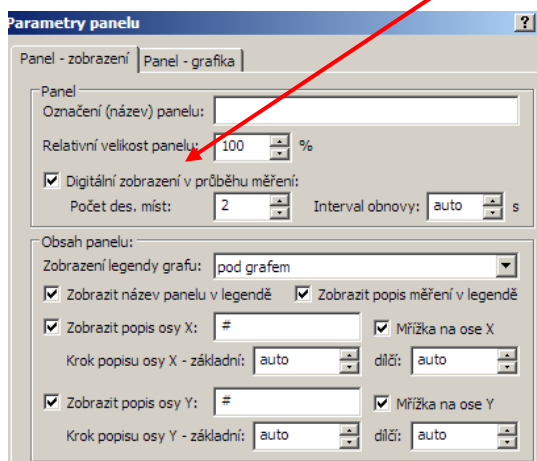 Parametry panelu ?
Panel - zobrazení Panel - grafika
Panel
Označení (název) panelu:
Relativní velikost panelu: 100 %
Digitální zobrazení v průběhu měření:
Počet des. míst: 2 Interval obnovy: auto s
Obsah panelu:
Zobrazení legendy grafu: pod grafem
Zobrazit název panelu v legendě Zobrazit popis měření v legendě
Zobrazit popis osy X: # Mřížka na ose X
Krok popisu osy X - základní: auto dílčí: auto
Zobrazit popis osy Y: # Mřížka na ose Y
Krok popisu osy Y - základní: auto dílčí: auto